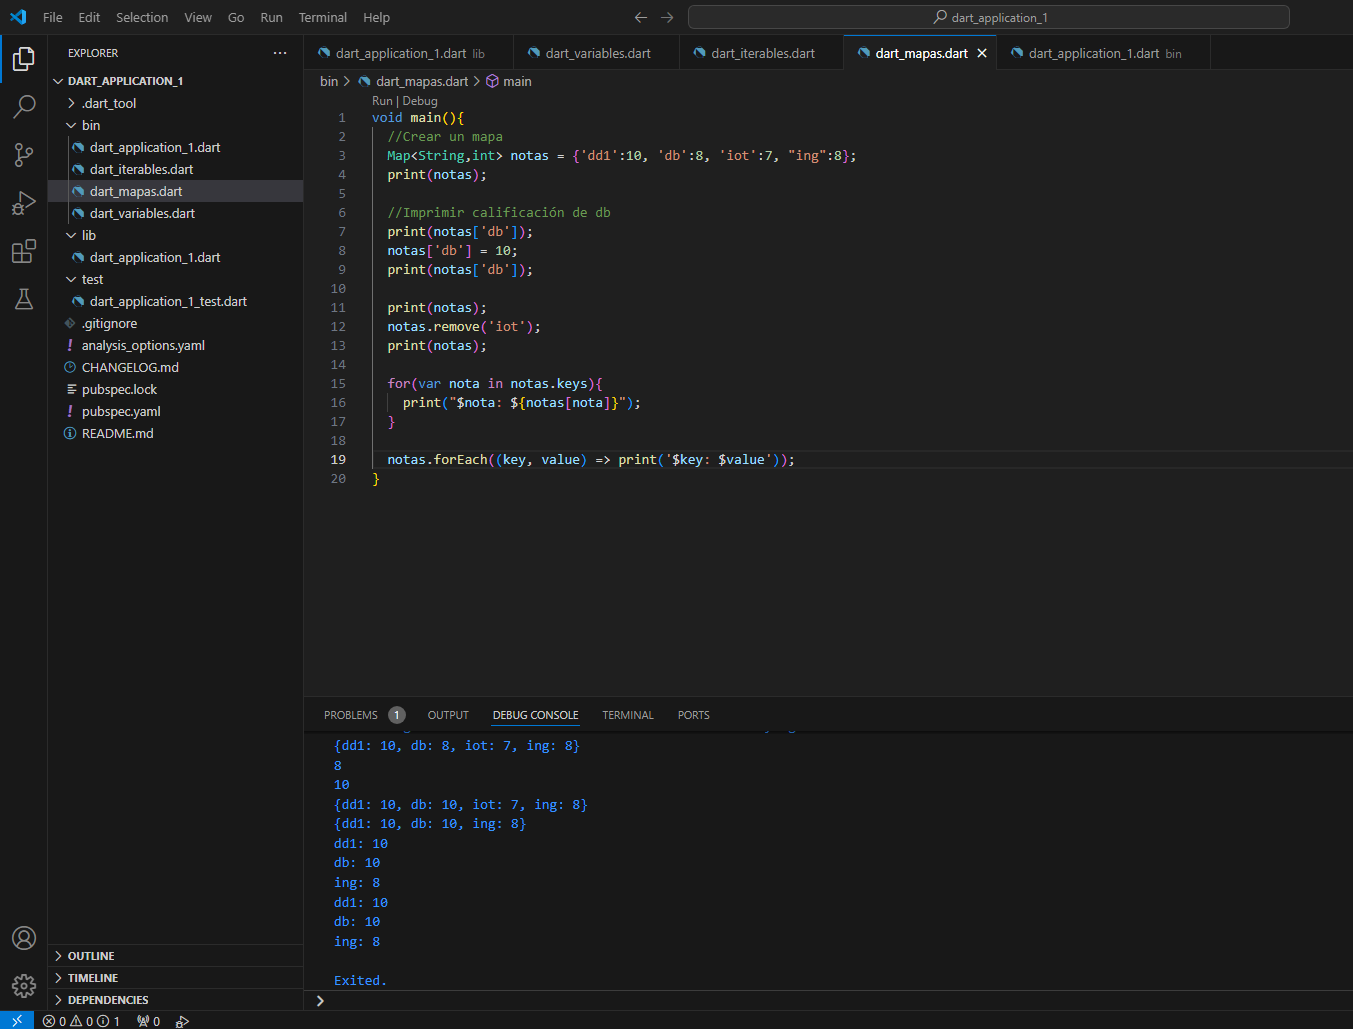 File Edit Selection View Go Run Terminal Help
dart_application_1
EXPLORER
DART_APPLICATION_1
.dart_tool
bin
dart_application_1.dart
dart_iterables.dart
dart_mapas.dart
dart_variables.dart
lib
dart_application_1.dart
test
dart_application_1_test.dart
.gitignore
analysis_options.yaml
CHANGELOG.md
pubspec.lock
pubspec.yaml
README.md
OUTLINE
TIMELINE
DEPENDENCIES
dart_application_1.dart lib dart_variables.dart dart_iterables.dart dart_mapas.dart dart_application_1.dart bin
bin > dart_mapas.dart > main
Run | Debug
1 void main(){
2 //Crear un mapa
3 Map<String,int> notas = {'dd1':10, 'db':8, 'iot':7, "ing":8};
4 print(notas);
5
6 //Imprimir calificación de db
7 print(notas['db']);
8 notas['db'] = 10;
9 print(notas['db']);
10
11 print(notas);
12 notas.remove('iot');
13 print(notas);
14
15 for(var nota in notas.keys){
16 print("$nota: ${notas[nota]}");
17 }
18
19 notas.forEach((key, value) => print('$key: $value'));
20 }
PROBLEMS 1 OUTPUT DEBUG CONSOLE TERMINAL PORTS
{dd1: 10, db: 8, iot: 7, ing: 8}
8
10
{dd1: 10, db: 10, iot: 7, ing: 8}
{dd1: 10, db: 10, ing: 8}
dd1: 10
db: 10
ing: 8
dd1: 10
db: 10
ing: 8
Exited.
0 0 1 0